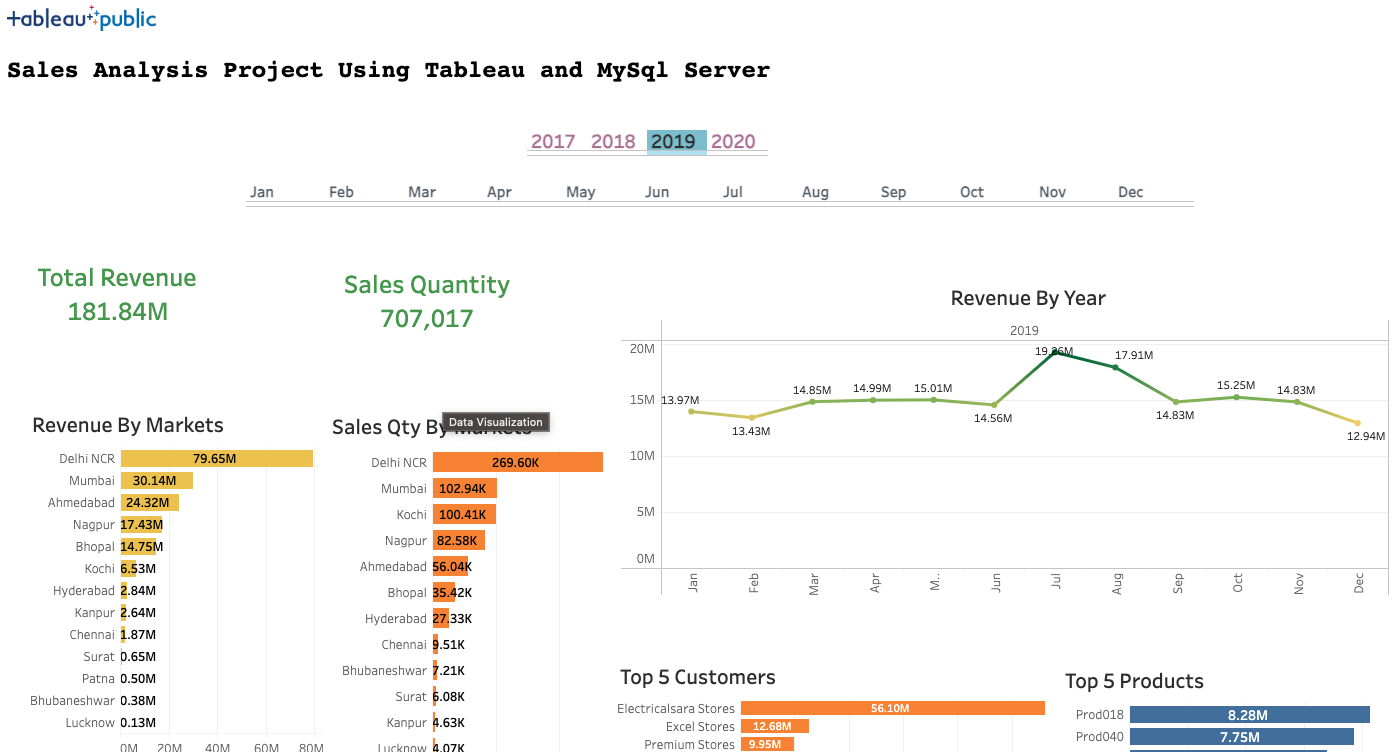 +ableau+public
Sales Analysis Project Using Tableau and MySql Server
2017 2018 2019 2020
Jan Feb Mar Apr May Jun Jul Aug Sep Oct Nov Dec
Total Revenue
181.84M
Sales Quantity
707,017
Revenue By Markets
Delhi NCR 79.65M
Mumbai 30.14M
Ahmedabad 24.32M
Nagpur 17.43M
Bhopal 14.75M
Kochi 6.53M
Hyderabad 2.84M
Kanpur 2.64M
Chennai 1.87M
Surat 0.65M
Patna 0.50M
Bhubaneshwar 0.38M
Lucknow 0.13M
0M 20M 40M 60M 80M
Sales Qty By Markets
Data Visualization
Delhi NCR 269.60K
Mumbai 102.94K
Kochi 100.41K
Nagpur 82.58K
Ahmedabad 56.04K
Bhopal 35.42K
Hyderabad 27.33K
Chennai 9.51K
Bhubaneshwar 7.21K
Surat 6.08K
Kanpur 4.63K
Lucknow 4.07K
Revenue By Year
2019
20M
15M
10M
5M
0M
13.97M 13.43M 14.85M 14.99M 15.01M 14.56M 19.26M 17.91M 14.83M 15.25M 14.83M 12.94M
Jan Feb Mar Apr M.. Jun Jul Aug Sep Oct Nov Dec
Top 5 Customers
Electricalsara Stores 56.10M
Excel Stores 12.68M
Premium Stores 9.95M
Top 5 Products
Prod018 8.28M
Prod040 7.75M